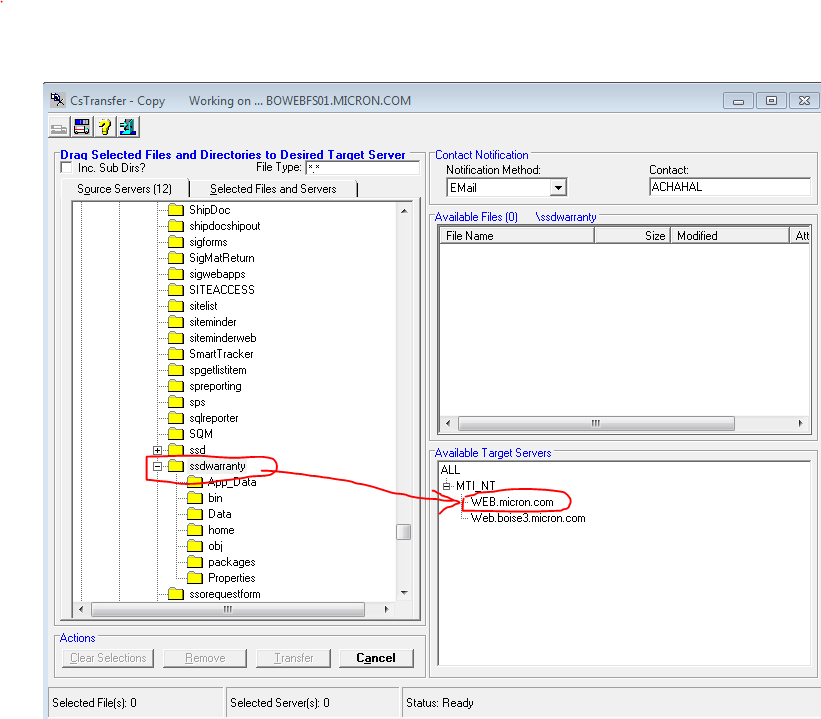 CsTransfer - Copy Working on ... BOWEBFS01.MICRON.COM
Drag Selected Files and Directories to Desired Target Server
Inc. Sub Dirs? File Type: *.*
Source Servers (12) Selected Files and Servers
ShipDoc
shipdocshipout
sigforms
SigMatReturn
sigwebapps
SITEACCESS
sitelist
siteminder
siteminderweb
SmartTracker
spgetlistitem
spreporting
sps
sqlreporter
SQM
ssd
ssdwarranty
App_Data
bin
Data
home
obj
packages
Properties
ssorequestform
Actions
Clear Selections Remove Transfer Cancel
Contact Notification
Notification Method: Contact:
EMail ACHAHAL
Available Files (0) \ssdwarranty
File Name Size Modified Att
Available Target Servers
ALL
MTI_NT
WEB.micron.com
Web.boise3.micron.com
Selected File(s): 0 Selected Server(s): 0 Status: Ready